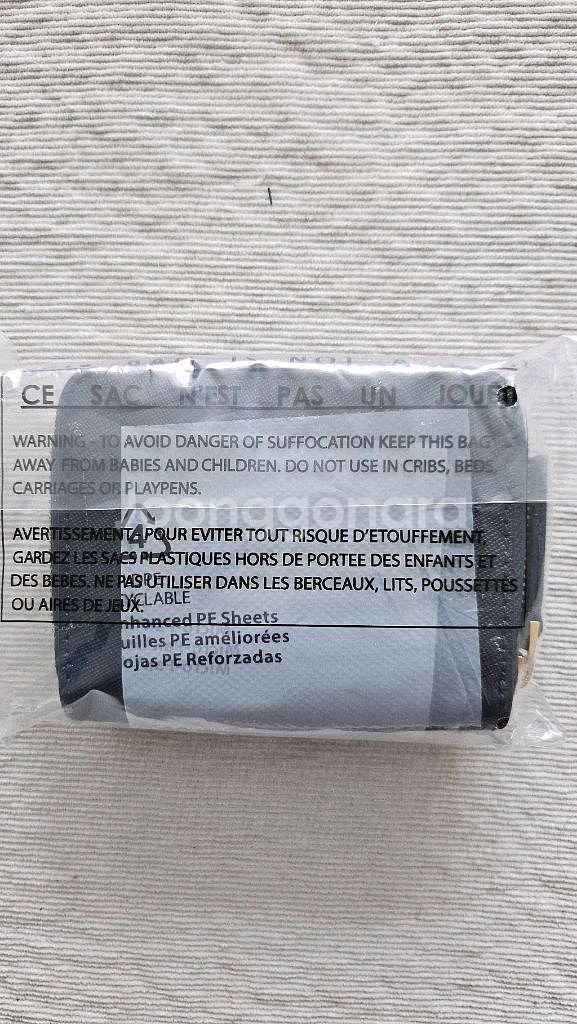 CE SAC N'EST PAS UN JOUET
WARNING - TO AVOID DANGER OF SUFFOCATION KEEP THIS BAG
AWAY FROM BABIES AND CHILDREN. DO NOT USE IN CRIBS, BEDS,
CARRIAGES OR PLAYPENS.
joonggonara
4
AVERTISSEMENT- POUR EVITER TOUT RISQUE D'ETOUFFEMENT,
GARDEZ LES SACS PLASTIQUES HORS DE PORTEE DES ENFANTS ET
DES BEBES. NE PAS UTILISER DANS LES BERCEAUX, LITS, POUSSETTES
OU AIRES DE JEUX.
LDPE
YCLABLE
nhanced PE Sheets
uilles PE améliorées
ojas PE Reforzadas